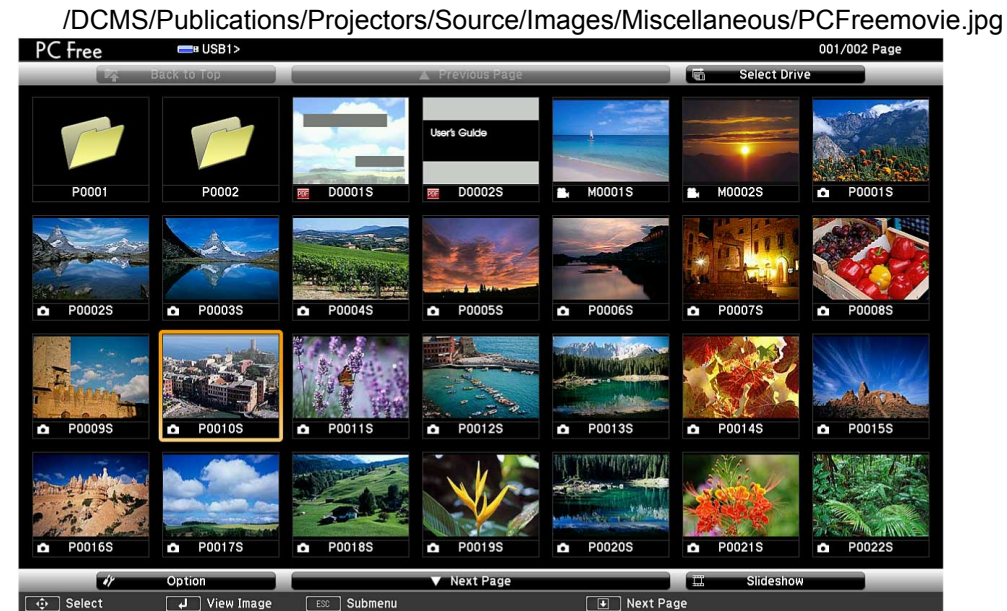 /DCMS/Publications/Projectors/Source/Images/Miscellaneous/PCFreemovie.jpg
PC Free USB1> 001/002 Page
Back to Top ▲ Previous Page Select Drive
User's Guide
P0001 P0002 PDF D0001S PDF D0002S M0001S M0002S P0001S
P0002S P0003S P0004S P0005S P0006S P0007S P0008S
P0009S P0010S P0011S P0012S P0013S P0014S P0015S
P0016S P0017S P0018S P0019S P0020S P0021S P0022S
Option ▼ Next Page Slideshow
Select View Image ESC Submenu Next Page